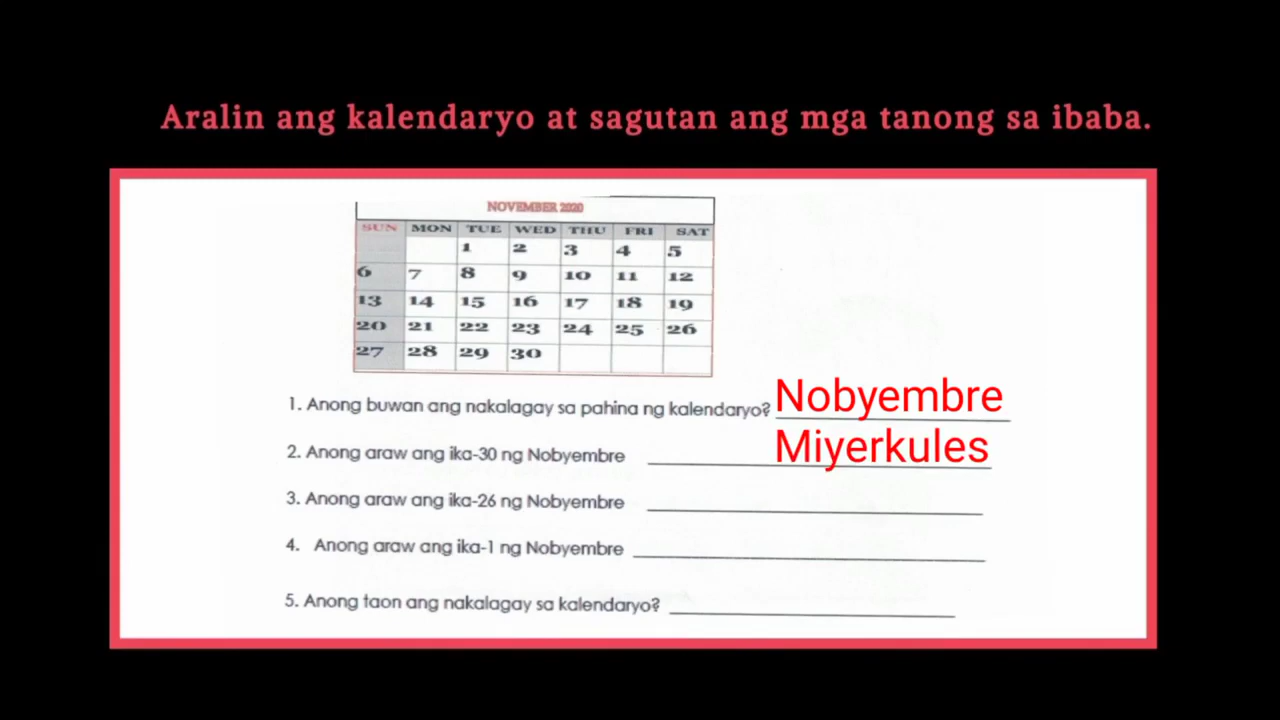 Aralin ang kalendaryo at sagutan ang mga tanong sa ibaba.
NOVEMBER 2020
SUN MON TUE WED THU FRI SAT
1 2 3 4 5
6 7 8 9 10 11 12
13 14 15 16 17 18 19
20 21 22 23 24 25 26
27 28 29 30
1. Anong buwan ang nakalagay sa pahina ng kalendaryo? Nobyembre
2. Anong araw ang ika-30 ng Nobyembre Miyerkules
3. Anong araw ang ika-26 ng Nobyembre
4. Anong araw ang ika-1 ng Nobyembre
5. Anong taon ang nakalagay sa kalendaryo?